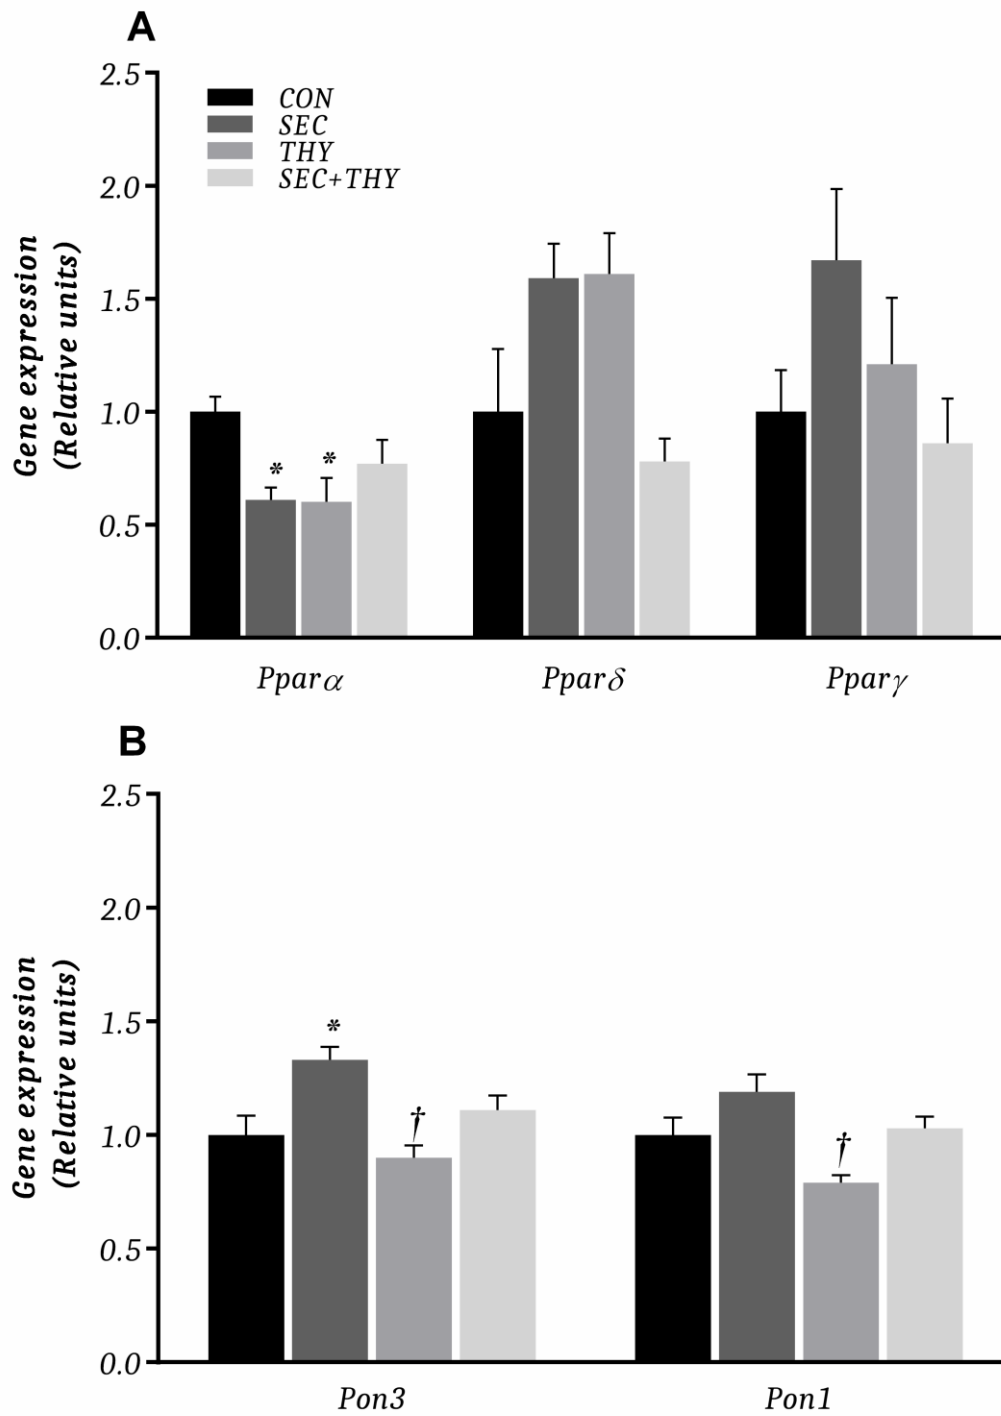 A
2.5
CON
SEC
THY
SEC+THY
2.0
1.5
1.0
0.5
0.0
Gene expression
(Relative units)
*
*
Pparα
Pparδ
Pparγ
B
2.5
2.0
1.5
1.0
0.5
0.0
Gene expression
(Relative units)
*
†
†
Pon3
Pon1